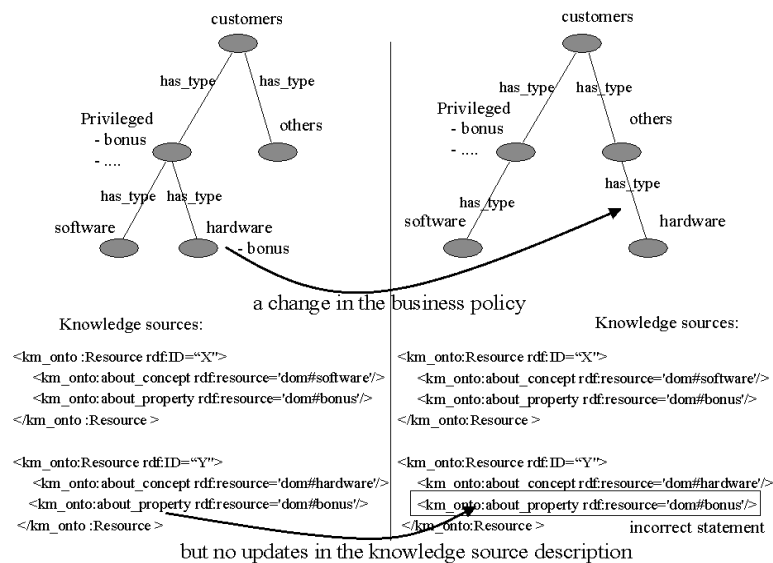 customers
has_type
has_type
Privileged
- bonus
- ....
others
has_type
has_type
software
hardware
- bonus
customers
has_type
has_type
Privileged
- bonus
- ....
others
has_type
has_type
software
hardware
a change in the business policy
Knowledge sources:
<km_onto :Resource rdf:ID=“X”>
<km_onto:about_concept rdf:resource='dom#software'/>
<km_onto:about_property rdf:resource='dom#bonus'/>
</km_onto :Resource >
<km_onto:Resource rdf:ID=“Y”>
<km_onto:about_concept rdf:resource='dom#hardware'/>
<km_onto:about_property rdf:resource='dom#bonus'/>
</km_onto :Resource >
Knowledge sources:
<km_onto:Resource rdf:ID=“X”>
<km_onto:about_concept rdf:resource='dom#software'/>
<km_onto:about_property rdf:resource='dom#bonus'/>
</km_onto:Resource >
<km_onto:Resource rdf:ID=“Y”>
<km_onto:about_concept rdf:resource='dom#hardware'/>
<km_onto:about_property rdf:resource='dom#bonus'/>
</km_onto:Resource >
incorrect statement
but no updates in the knowledge source description